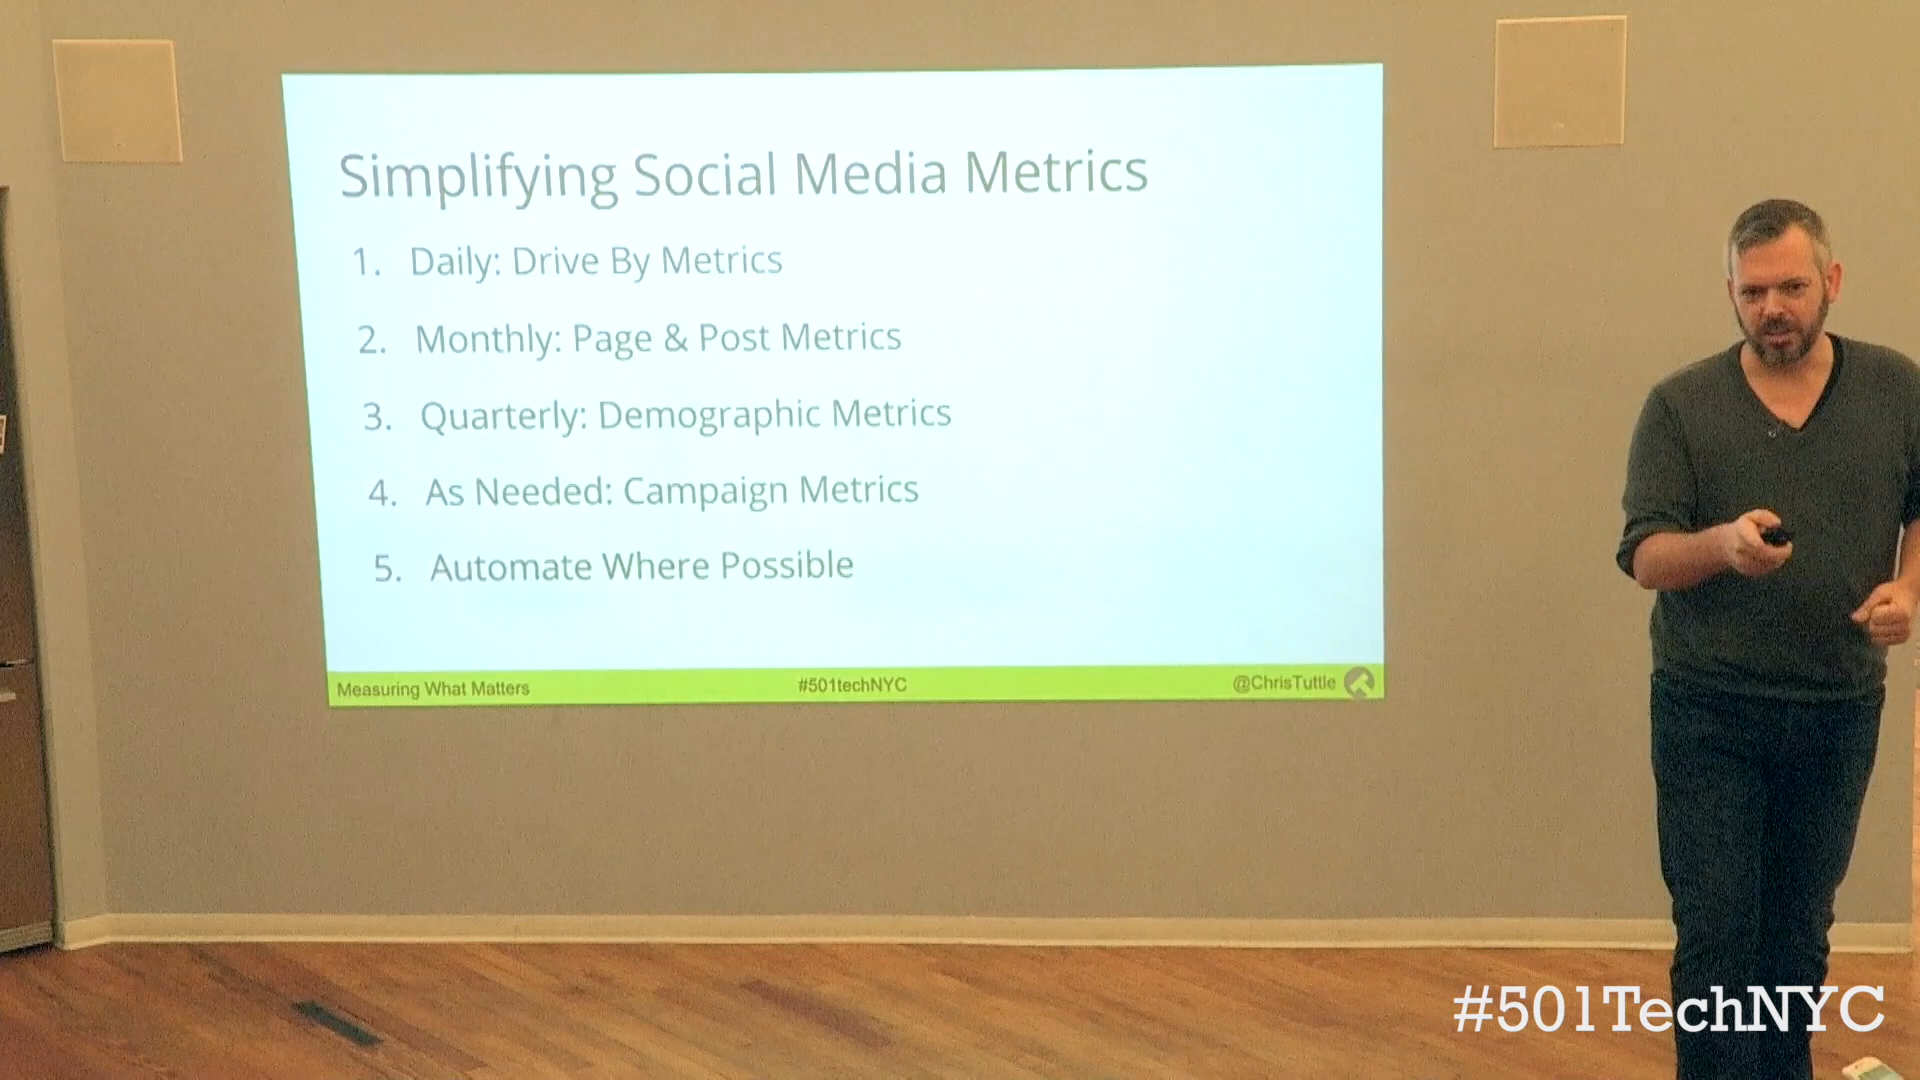 Simplifying Social Media Metrics
1. Daily: Drive By Metrics
2. Monthly: Page & Post Metrics
3. Quarterly: Demographic Metrics
4. As Needed: Campaign Metrics
5. Automate Where Possible
Measuring What Matters #501techNYC @ChrisTuttle
#501TechNYC